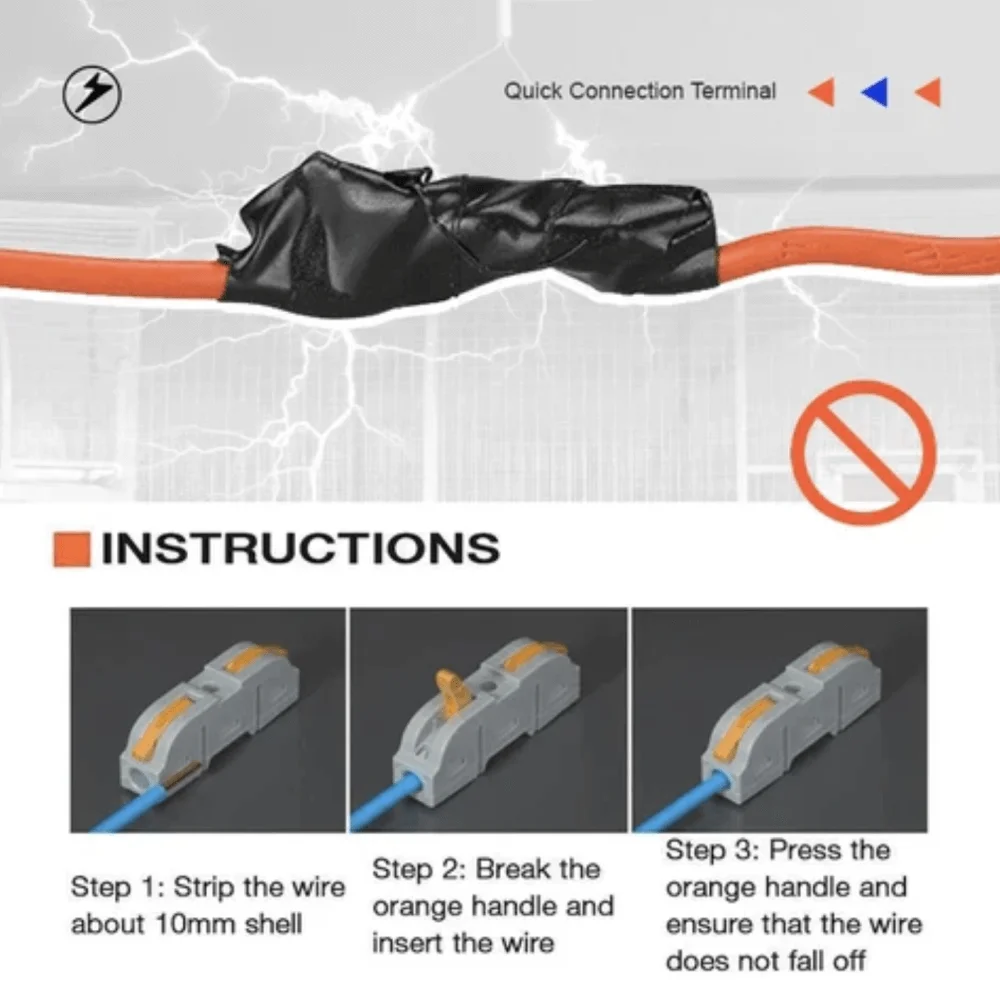 Quick Connection Terminal
INSTRUCTIONS
Step 1: Strip the wire
about 10mm shell
Step 2: Break the
orange handle and
insert the wire
Step 3: Press the
orange handle and
ensure that the wire
does not fall off